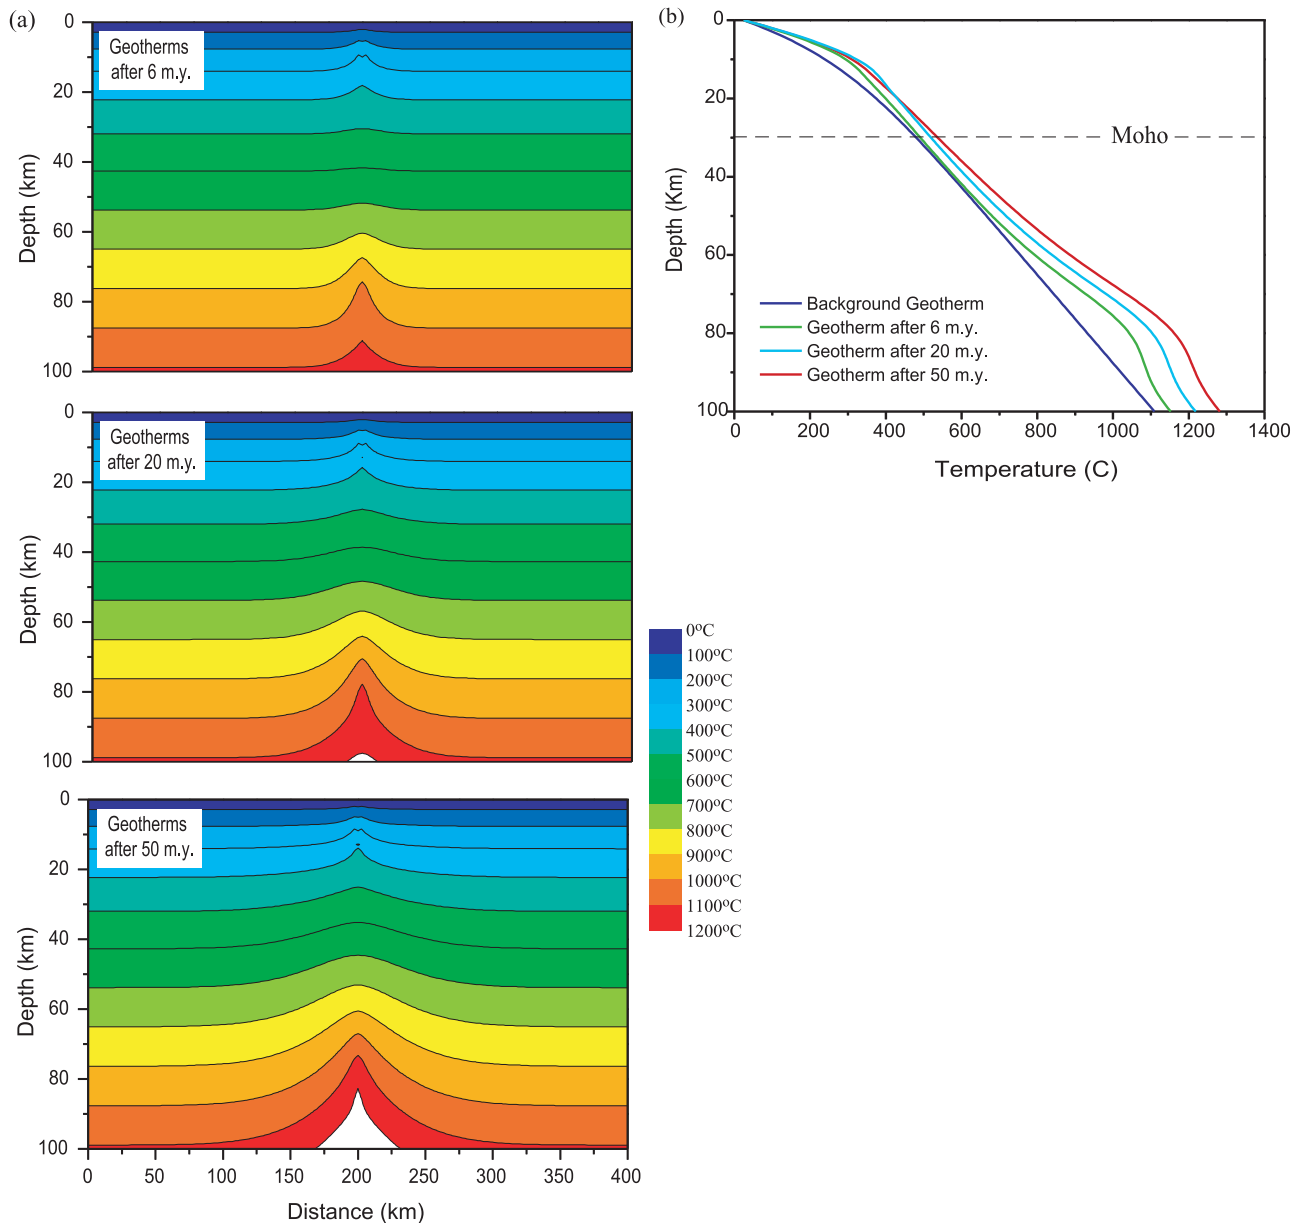 (a)
0
20
40
60
80
100
Depth (km)
Geotherms
after 6 m.y.
0
20
40
60
80
100
Depth (km)
Geotherms
after 20 m.y.
0
20
40
60
80
100
Depth (km)
Geotherms
after 50 m.y.
0 50 100 150 200 250 300 350 400
Distance (km)
(b)
0
20
40
60
80
100
Depth (Km)
Moho
Background Geotherm
Geotherm after 6 m.y.
Geotherm after 20 m.y.
Geotherm after 50 m.y.
0 200 400 600 800 1000 1200 1400
Temperature (C)
0ºC
100ºC
200ºC
300ºC
400ºC
500ºC
600ºC
700ºC
800ºC
900ºC
1000ºC
1100ºC
1200ºC